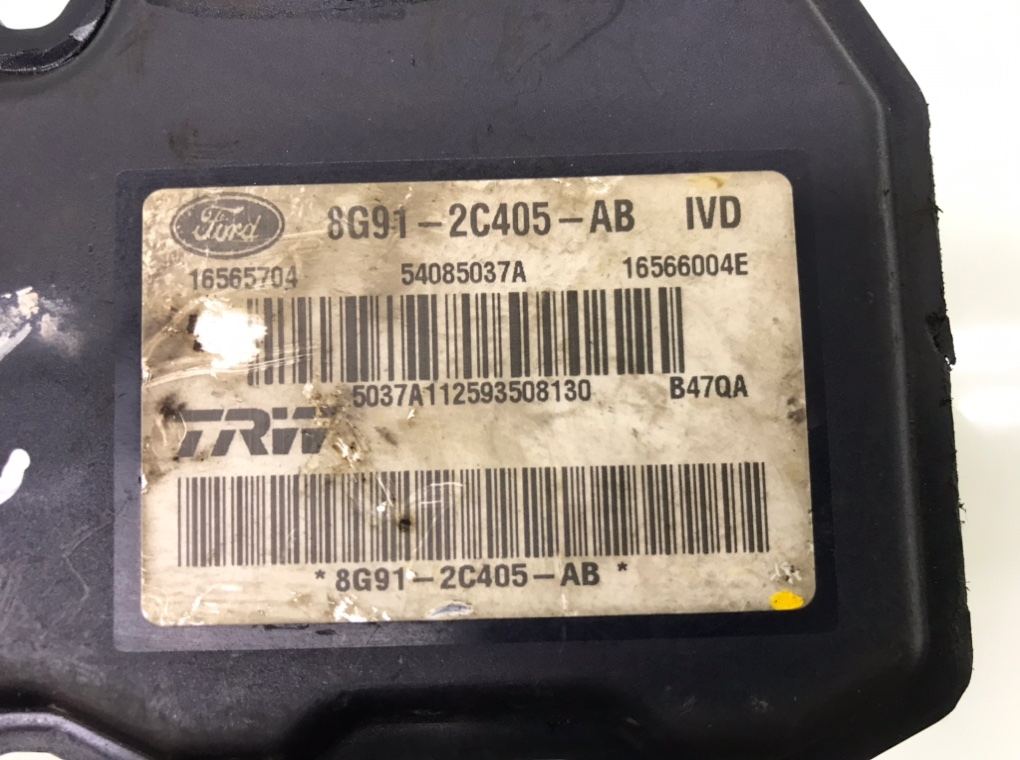 Ford 8G91-2C405-AB IVD
16565704 54085037A 16566004E
5037A112593508130 B47QA
TRW
*8G91-2C405-AB*